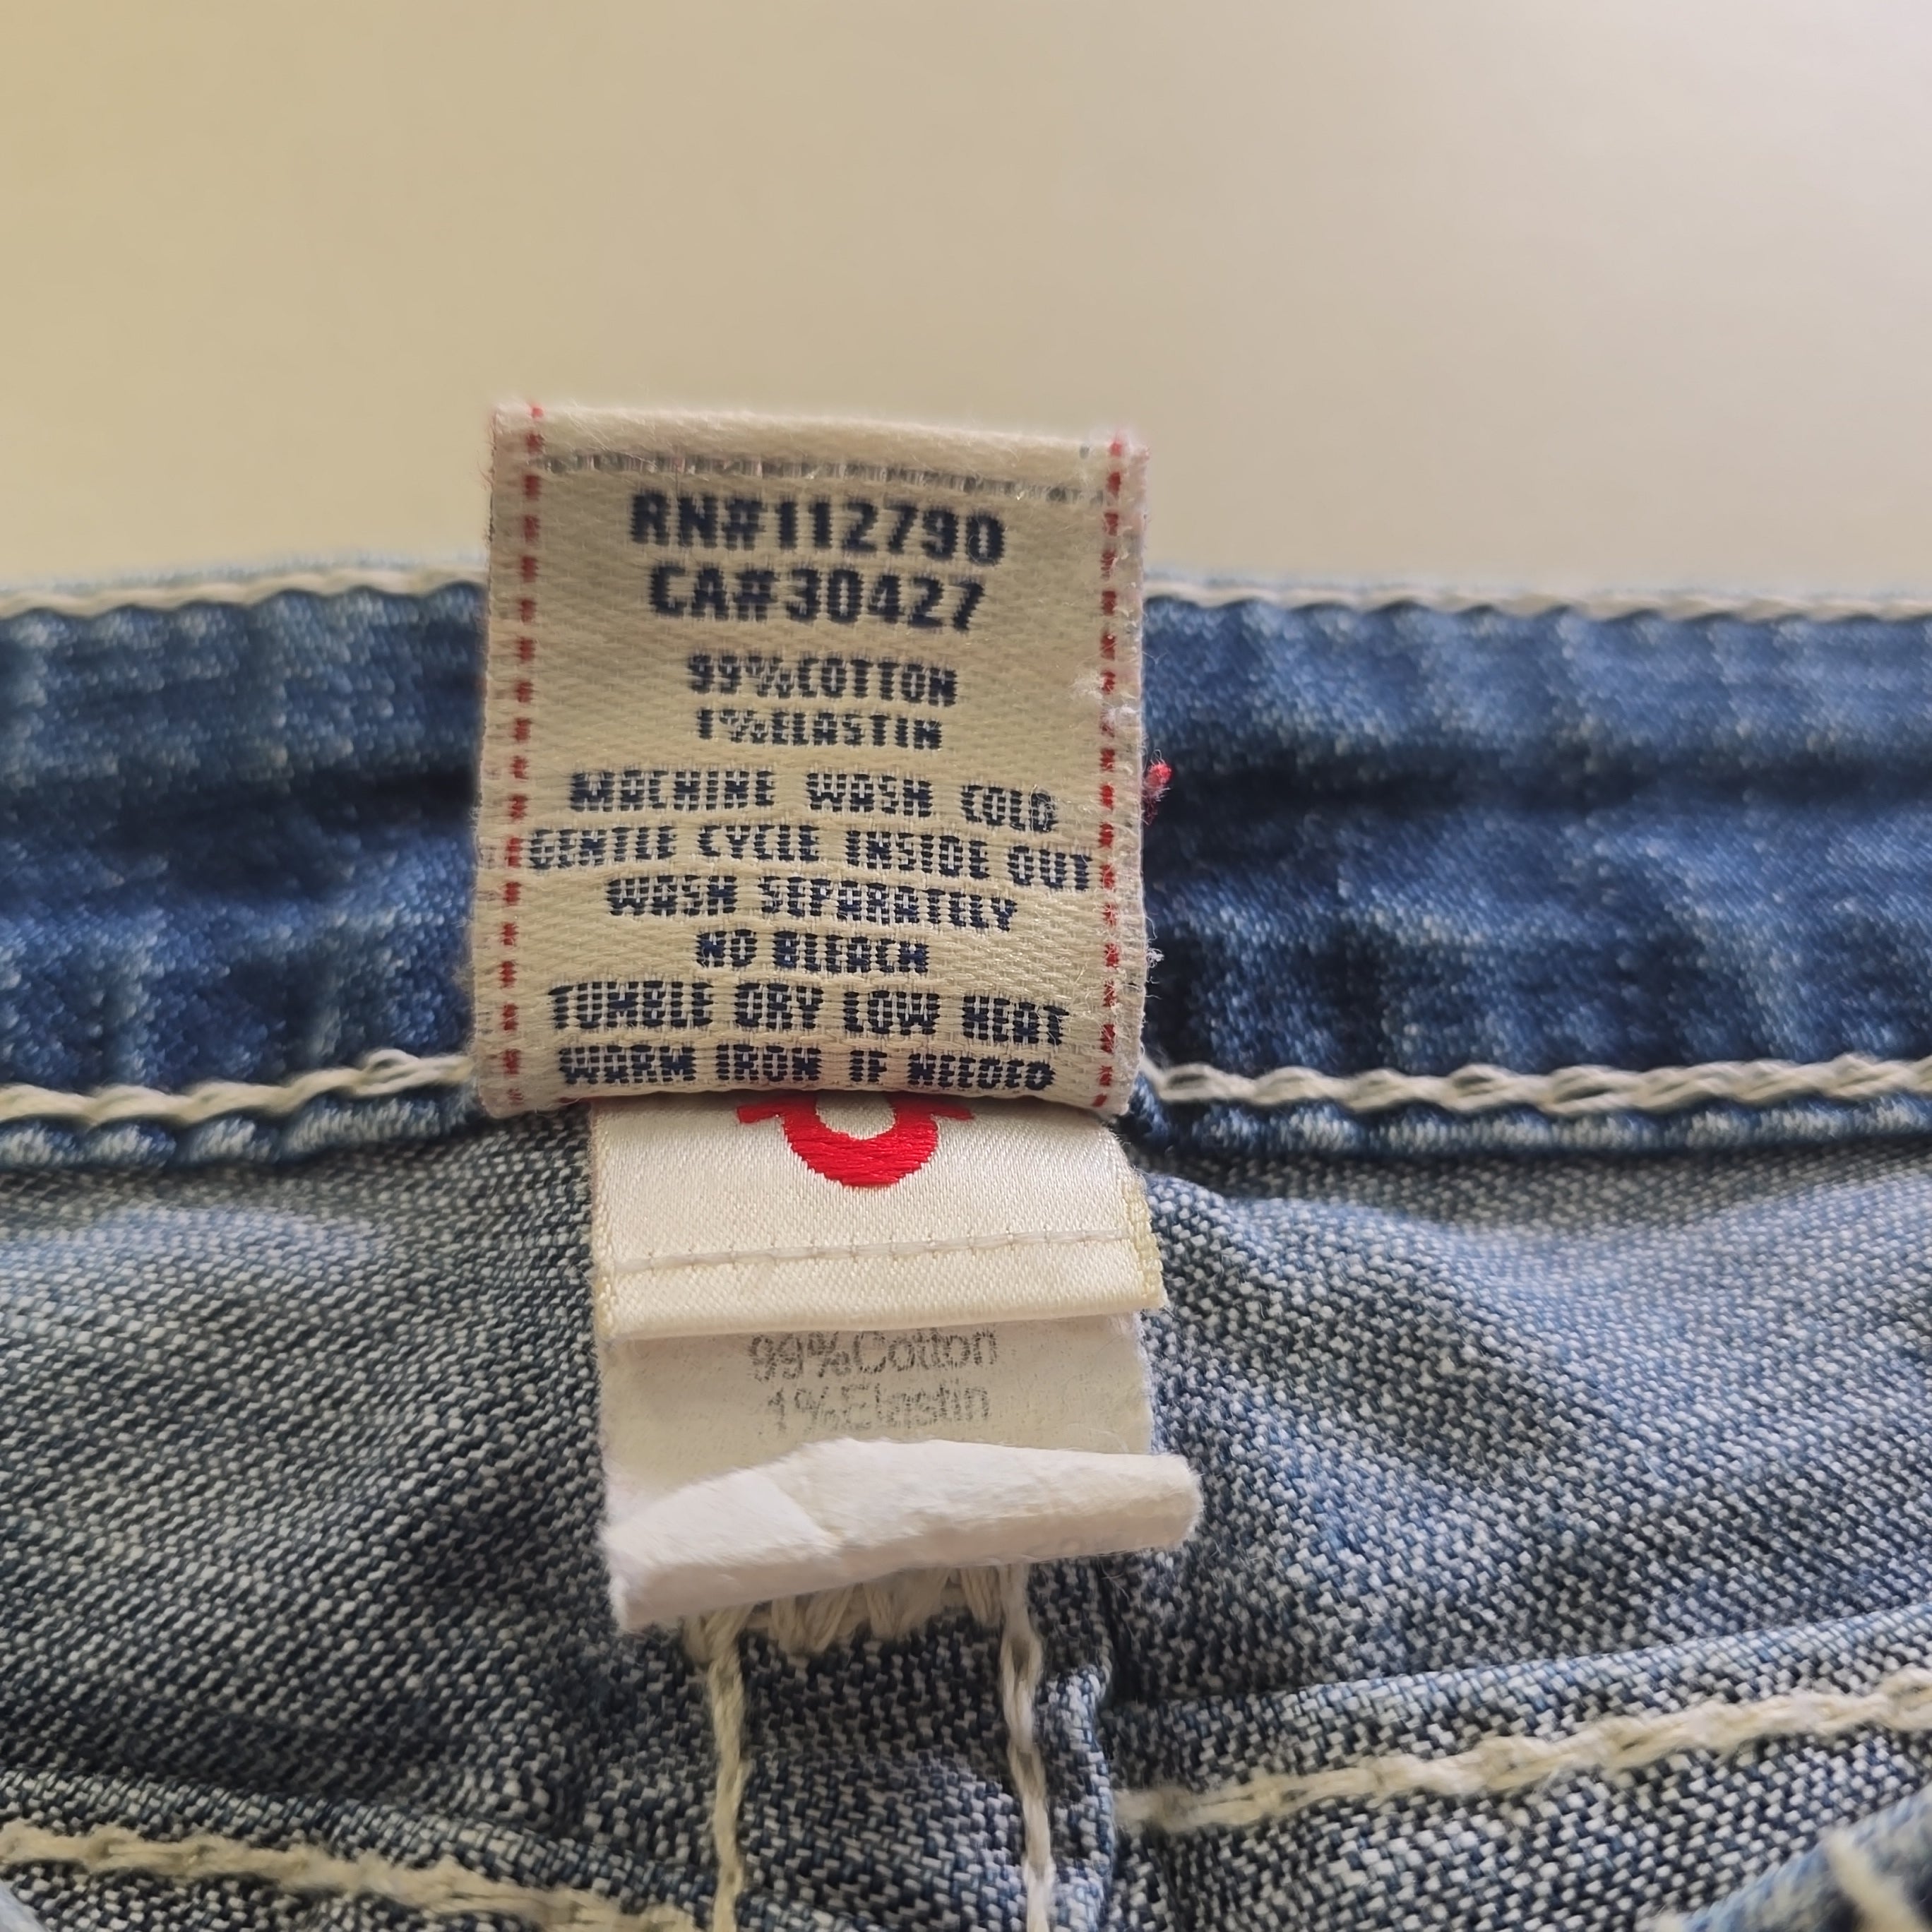 RN#112790
CA#30427
99%COTTON
1%ELASTIN
MACHINE WASH COLD
GENTLE CYCLE INSIDE OUT
WASH SEPARATELY
NO BLEACH
TUMBLE DRY LOW HEAT
WARM IRON IF NEEDED
99%Cotton
1%Elastin